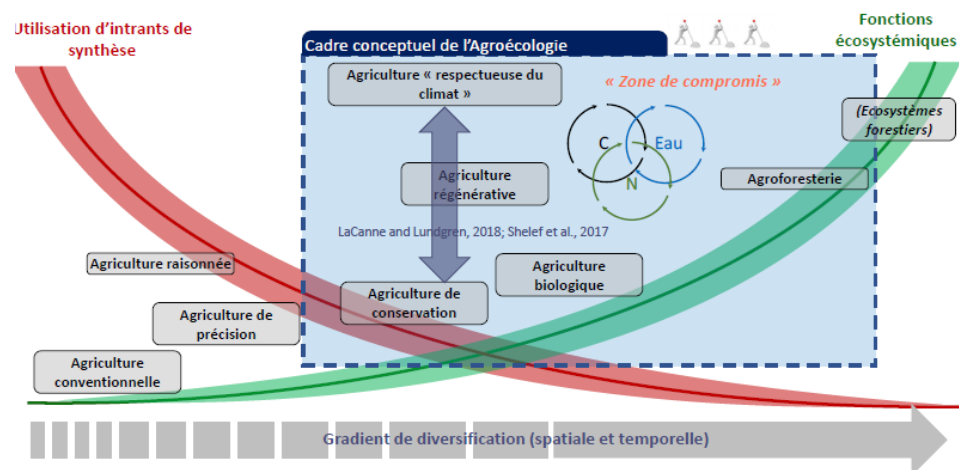 Utilisation d'intrants de
synthèse
Cadre conceptuel de l'Agroécologie
Fonctions
écosystémiques
Agriculture « respectueuse du
climat »
« Zone de compromis »
(Ecosystèmes
forestiers)
C
Eau
N
Agriculture
régénérative
Agroforesterie
LaCanne and Lundgren, 2018; Shelef et al., 2017
Agriculture raisonnée
Agriculture
biologique
Agriculture de
conservation
Agriculture de
précision
Agriculture
conventionnelle
Gradient de diversification (spatiale et temporelle)